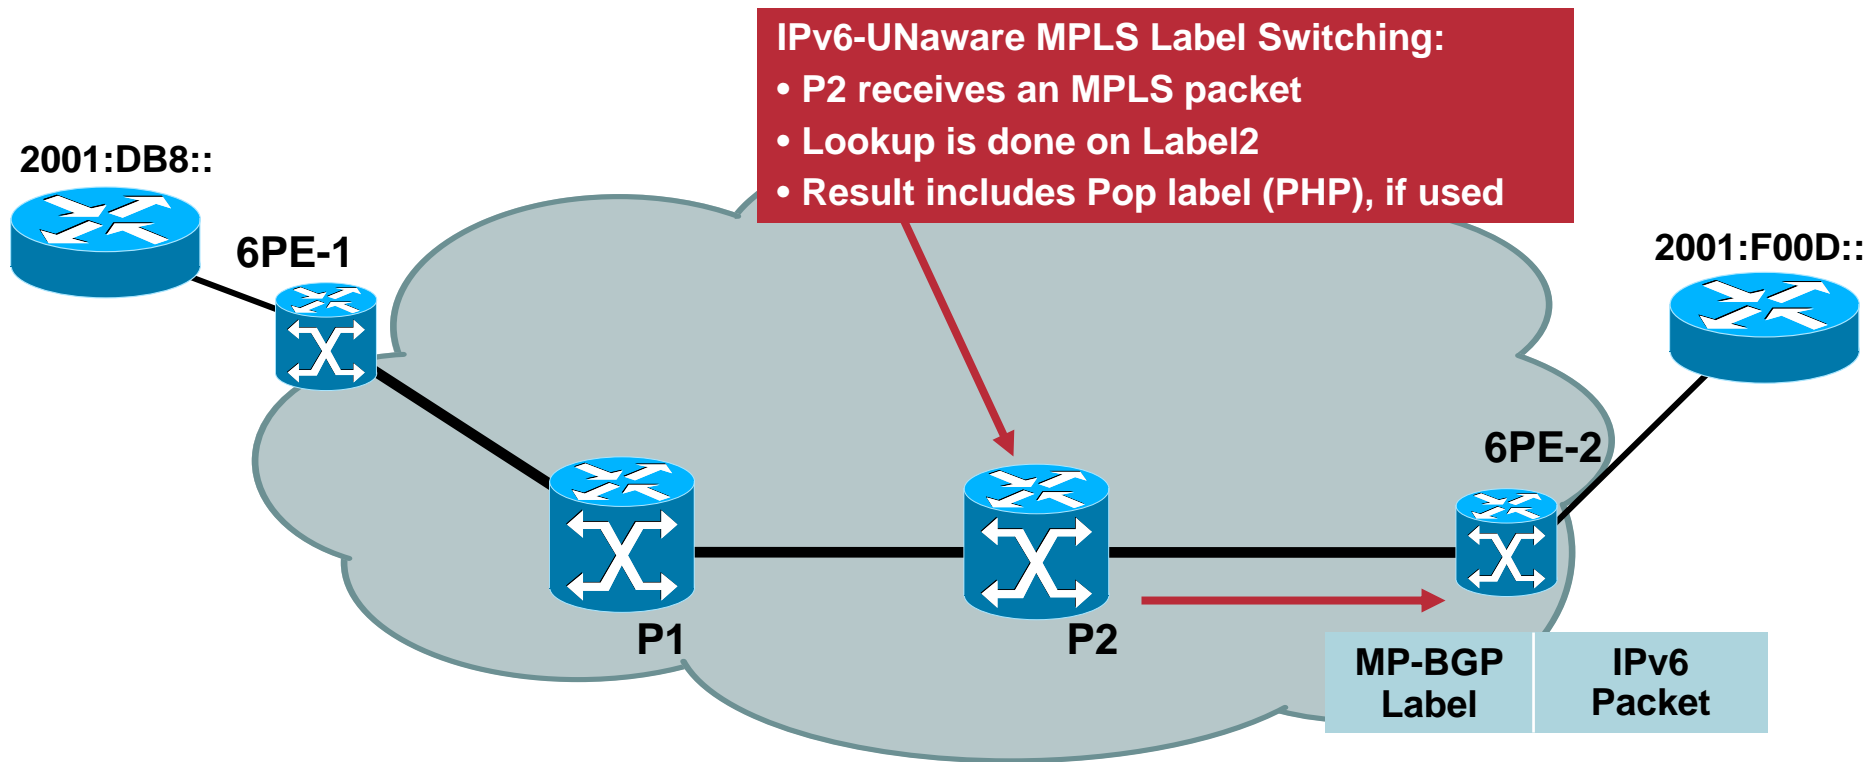 IPv6-UNaware MPLS Label Switching:
• P2 receives an MPLS packet
• Lookup is done on Label2
• Result includes Pop label (PHP), if used
2001:DB8::
6PE-1
2001:F00D::
6PE-2
P1
P2
MP-BGP
Label
IPv6
Packet